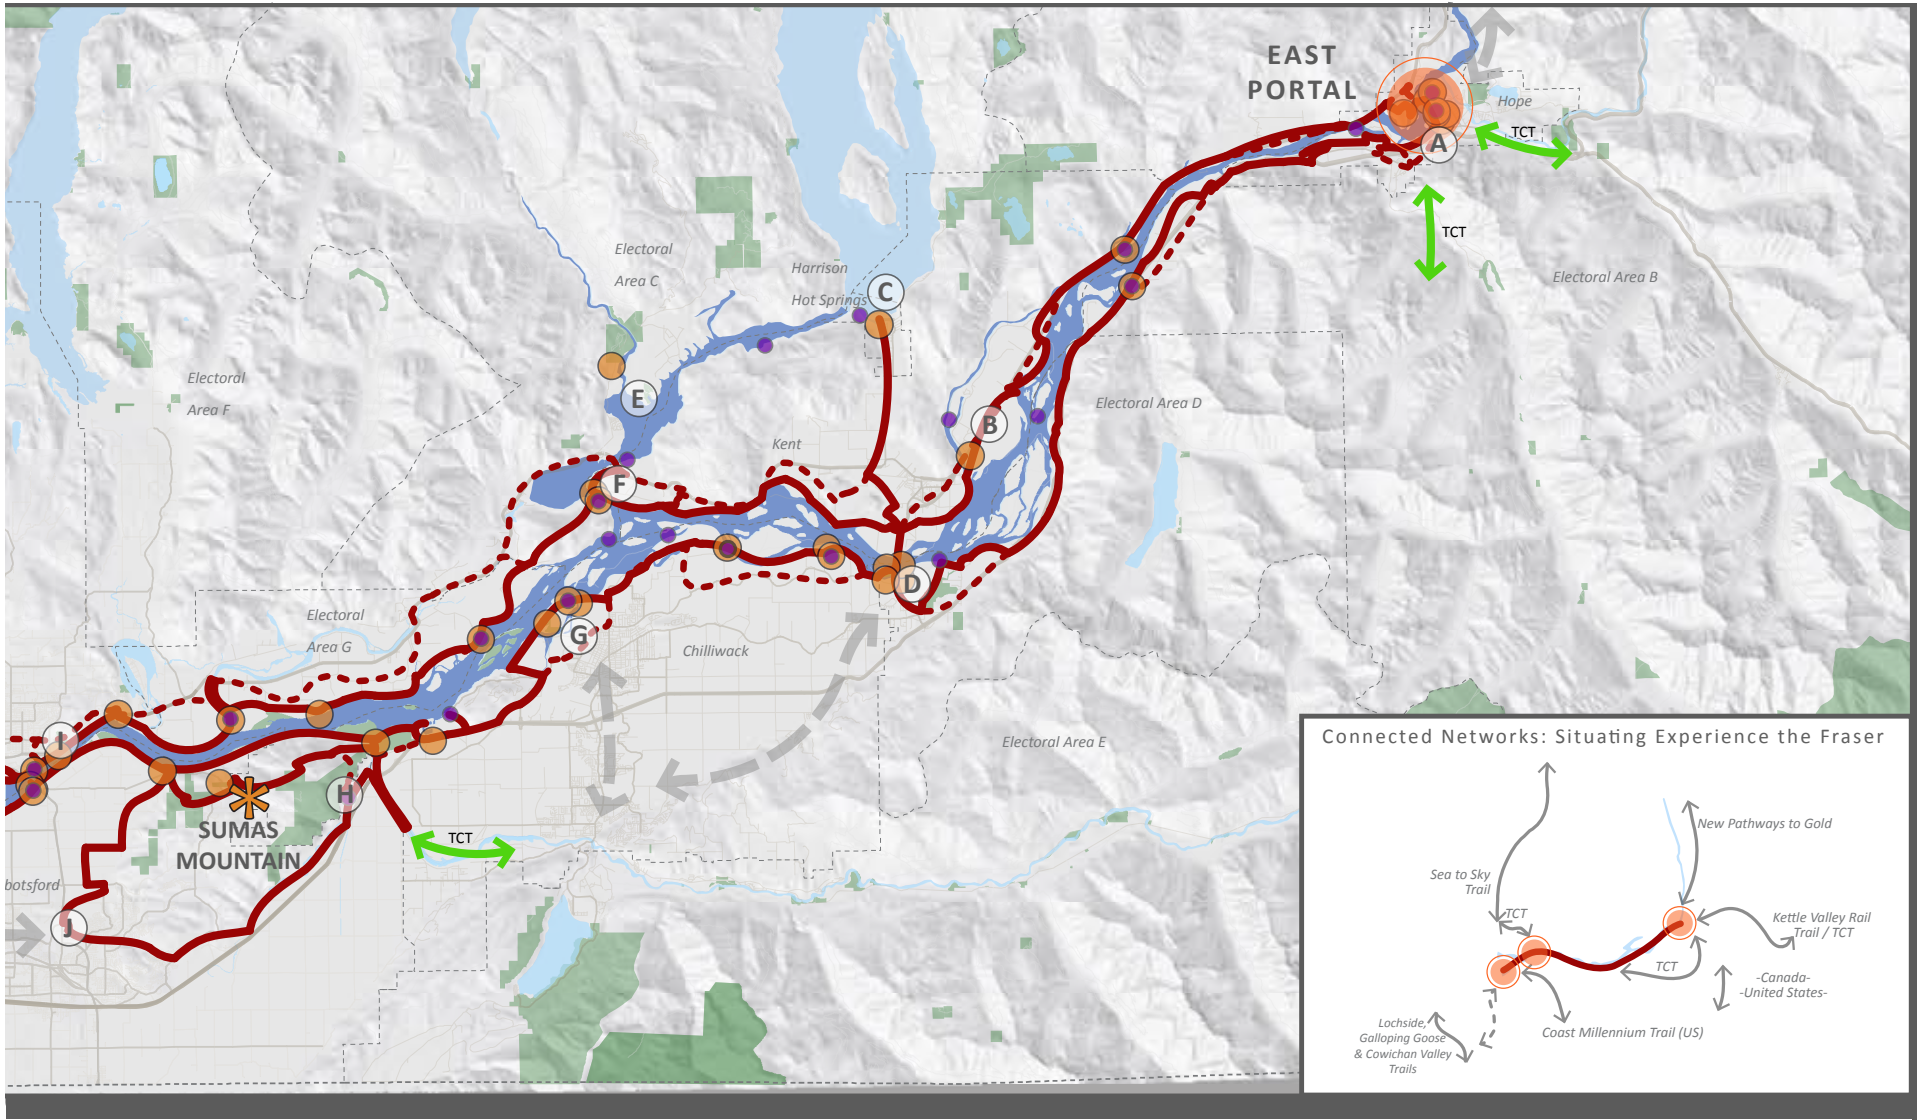 EAST
PORTAL
Hope
TCT
A
TCT
Electoral
Area C
Harrison
Hot Springs
C
Electoral Area B
Electoral
Area F
E
B
Electoral Area D
Kent
F
D
Electoral
Area G
G
Chilliwack
I
Electoral Area E
H
SUMAS
MOUNTAIN
TCT
botsford
J
Connected Networks: Situating Experience the Fraser
New Pathways to Gold
Sea to Sky
Trail
TCT
Kettle Valley Rail
Trail / TCT
TCT
-Canada-
-United States-
Lochside,
Galloping Goose
& Cowichan Valley
Trails
Coast Millennium Trail (US)